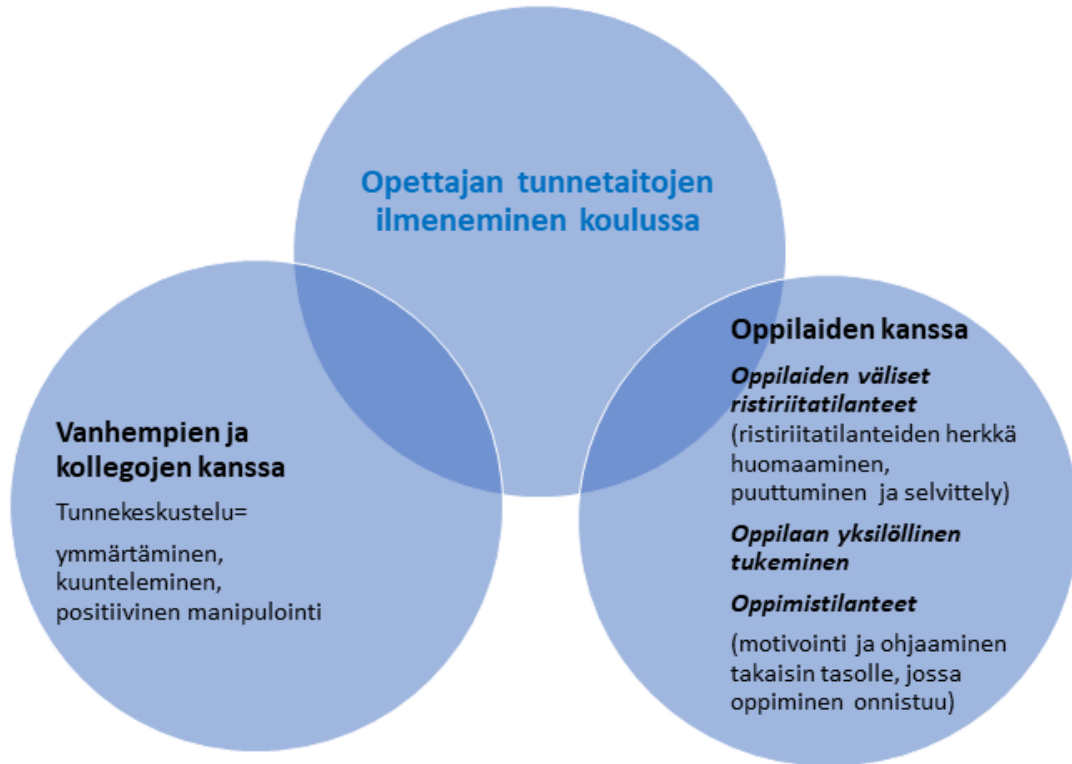 Opettajan tunnetaitojen
ilmeneminen koulussa
Vanhempien ja
kollegojen kanssa
Tunnekeskustelu=
ymmärtäminen,
kuunteleminen,
positiivinen manipulointi
Oppilaiden kanssa
Oppilaiden väliset
ristiriitatilanteet
(ristiriitatilanteiden herkkä
huomaaminen,
puuttuminen ja selvittely)
Oppilaan yksilöllinen
tukeminen
Oppimistilanteet
(motivointi ja ohjaaminen
takaisin tasolle, jossa
oppiminen onnistuu)